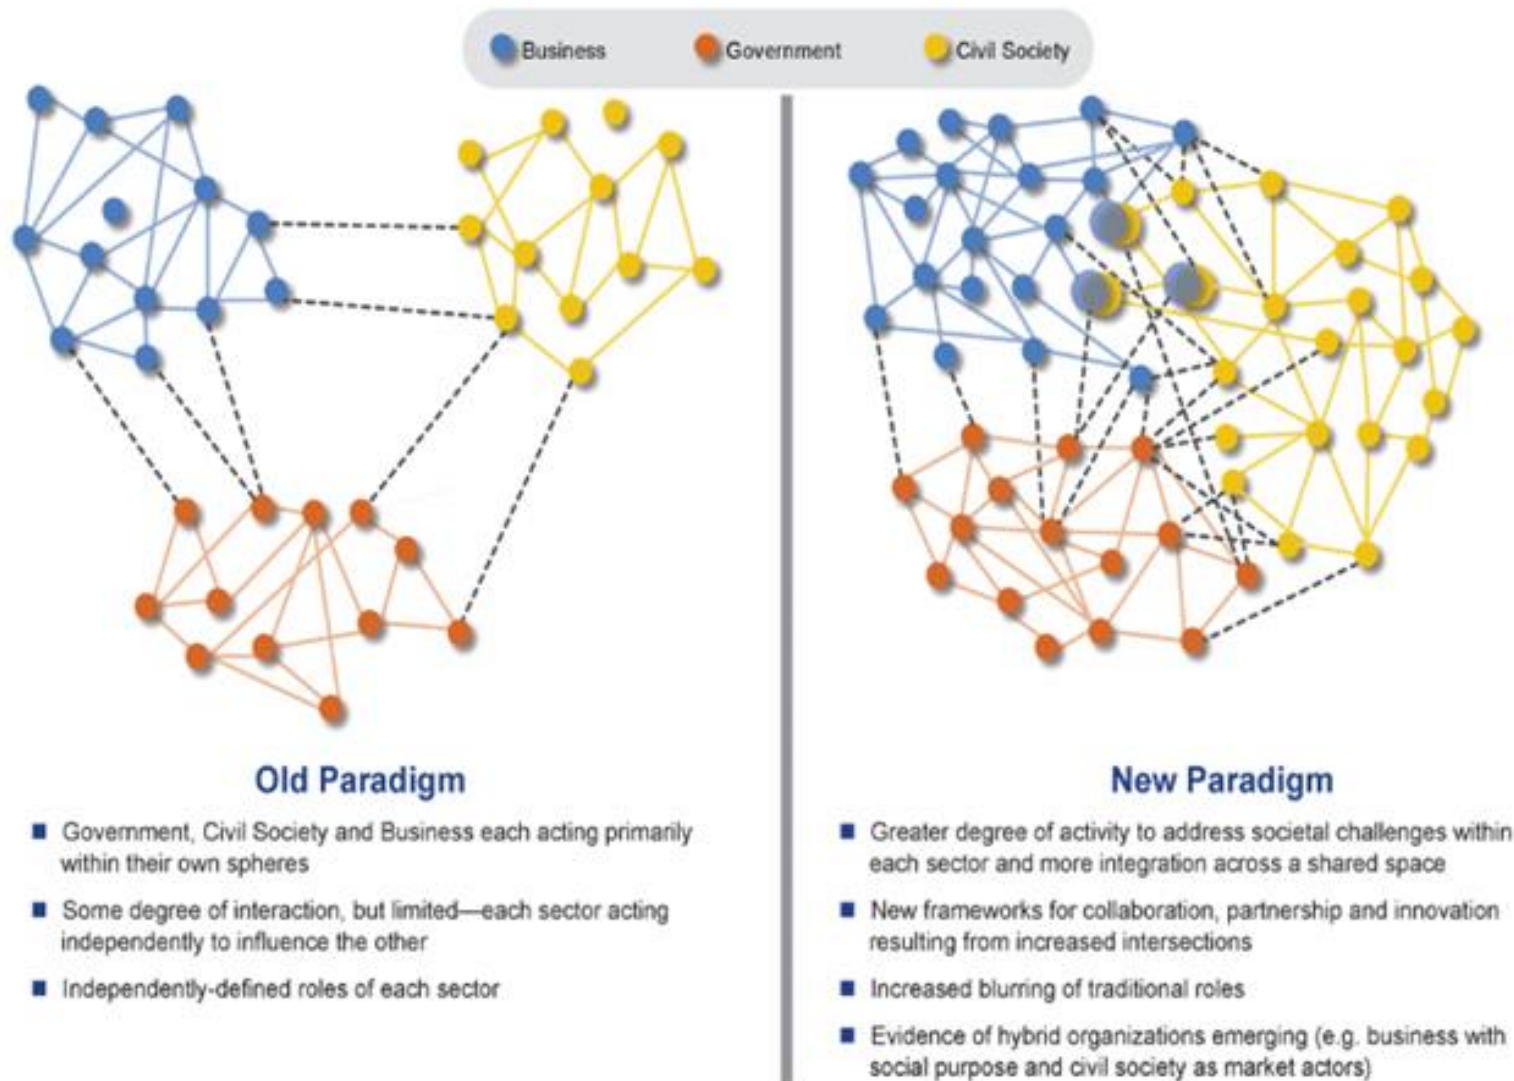 Business Government Civil Society
Old Paradigm
■ Government, Civil Society and Business each acting primarily
within their own spheres
■ Some degree of interaction, but limited—each sector acting
independently to influence the other
■ Independently-defined roles of each sector
New Paradigm
■ Greater degree of activity to address societal challenges within
each sector and more integration across a shared space
■ New frameworks for collaboration, partnership and innovation
resulting from increased intersections
■ Increased blurring of traditional roles
■ Evidence of hybrid organizations emerging (e.g. business with
social purpose and civil society as market actors)